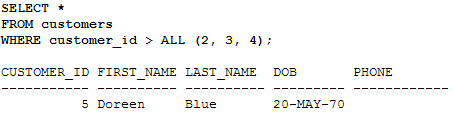 SELECT *
FROM customers
WHERE customer_id > ALL (2, 3, 4);
CUSTOMER_ID FIRST_NAME LAST_NAME DOB PHONE
----------- ---------- ---------- --------- ------------
5 Doreen Blue 20-MAY-70